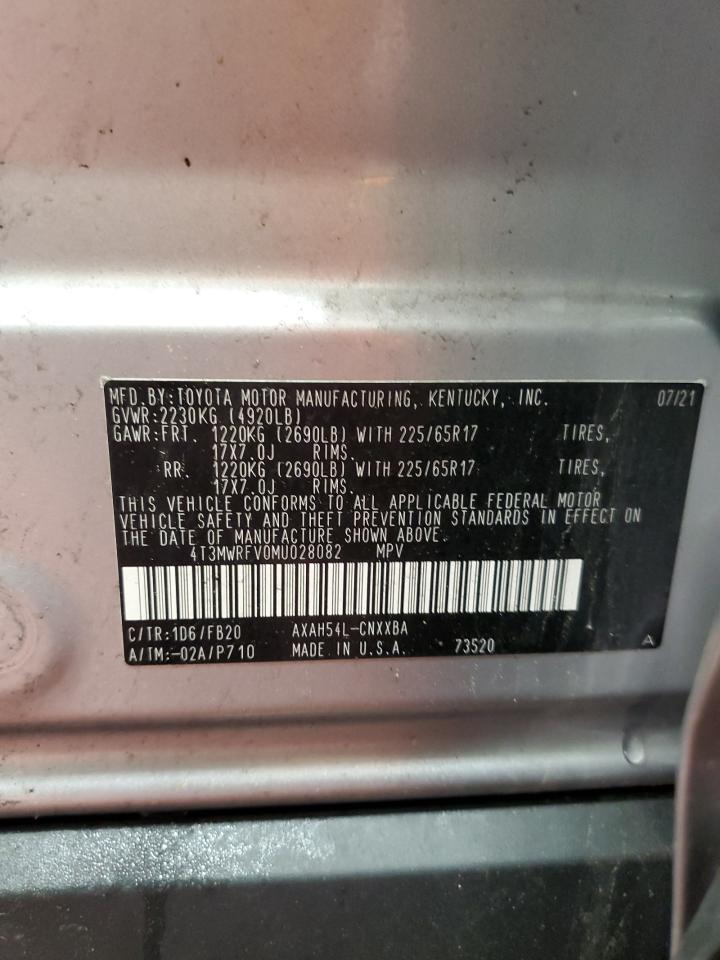 MFD.BY:TOYOTA MOTOR MANUFACTURING, KENTUCKY, INC. 07/21
GVWR:2230KG (4920LB)
GAWR:FRT. 1220KG (2690LB) WITH 225/65R17 TIRES,
17X7.0J RIMS.
RR. 1220KG (2690LB) WITH 225/65R17 TIRES,
17X7.0J RIMS.
THIS VEHICLE CONFORMS TO ALL APPLICABLE FEDERAL MOTOR
VEHICLE SAFETY AND THEFT PREVENTION STANDARDS IN EFFECT ON
THE DATE OF MANUFACTURE SHOWN ABOVE.
4T3MWRFV0MU028082 MPV
C/TR:1D6/FB20 AXAH54L-CNXXBA
A/TM:-02A/P710 MADE IN U.S.A. 73520 A